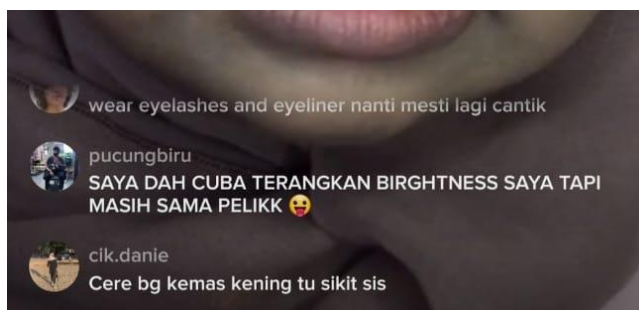 wear eyelashes and eyeliner nanti mesti lagi cantik
pucungbiru
SAYA DAH CUBA TERANGKAN BIRGHTNESS SAYA TAPI
MASIH SAMA PELIKK 😛
cik.danie
Cere bg kemas kening tu sikit sis